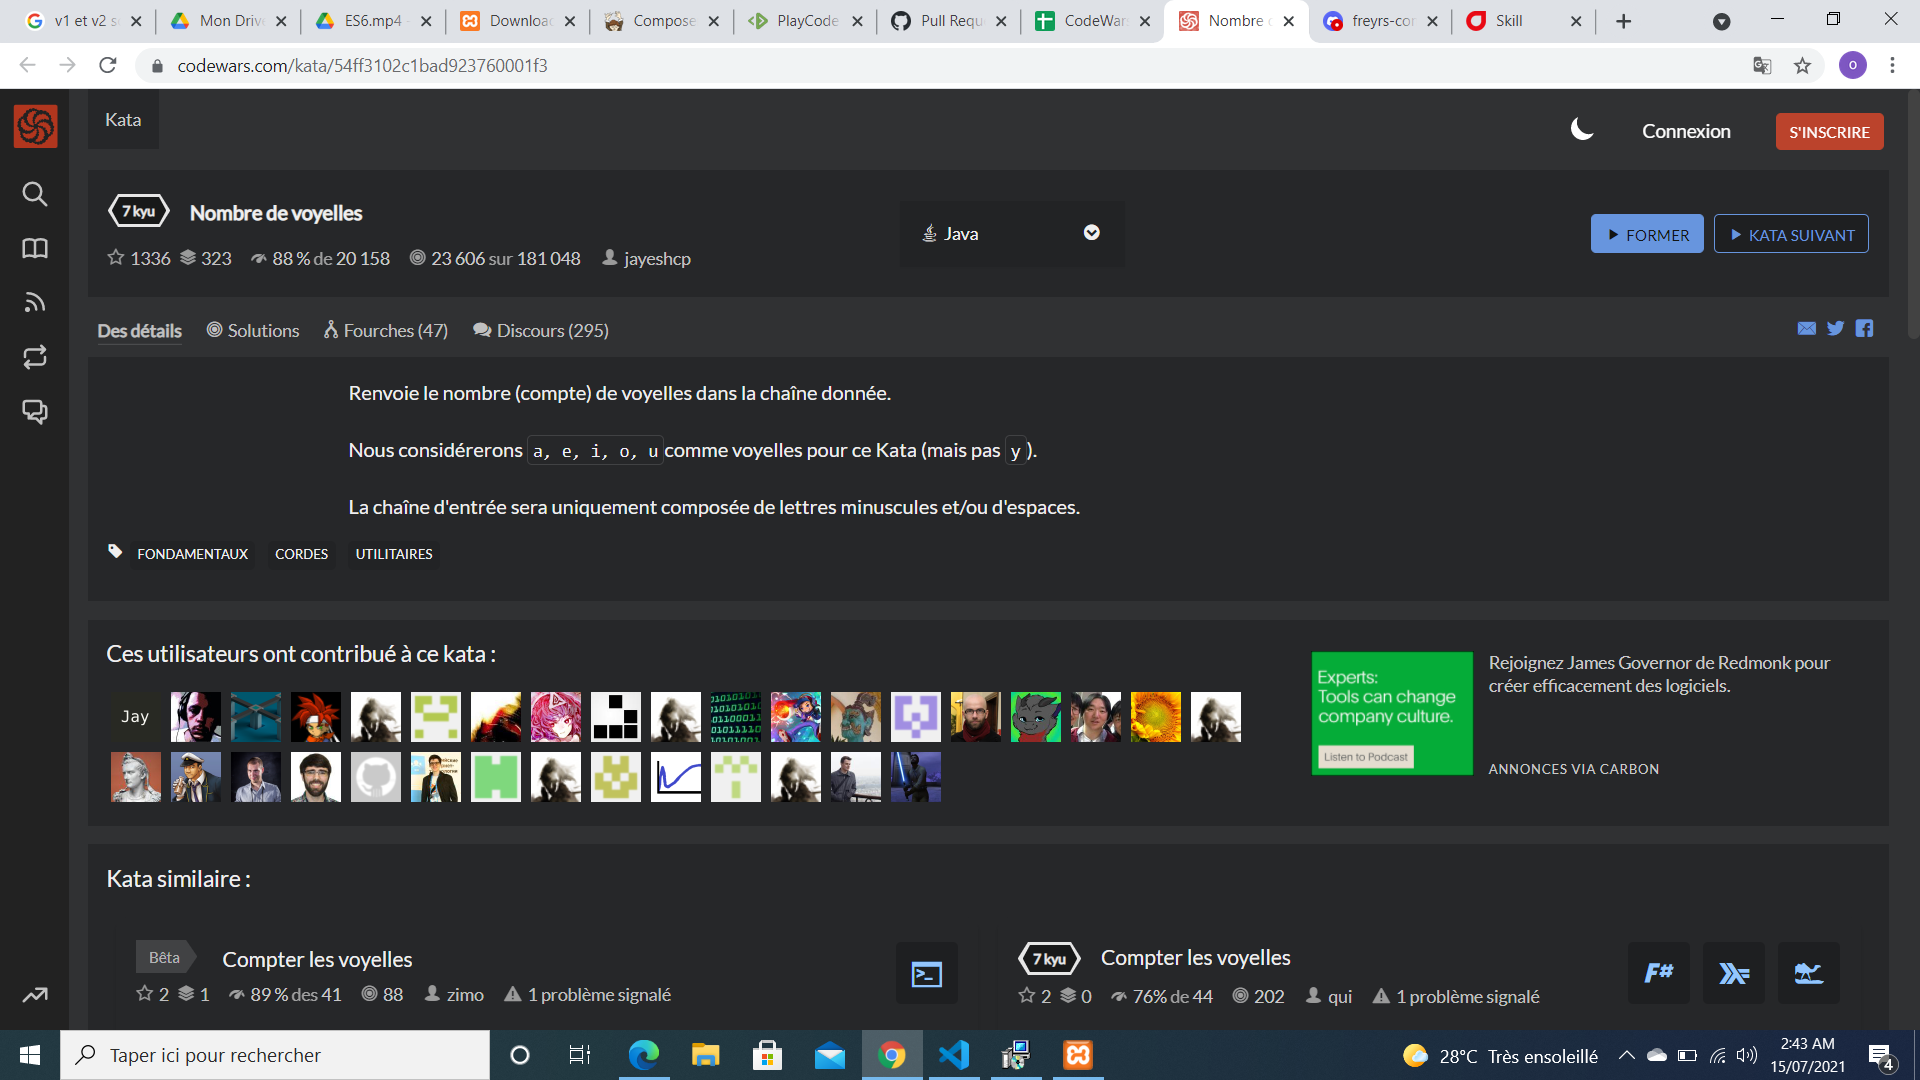 v1 et v2 s
Mon Driv
ES6.mp4 -
Downloa
Compose
PlayCode
Pull Requ
CodeWar
Nombre
freyrs-cor
Skill
codewars.com/kata/54ff3102c1bad923760001f3
o
Kata
Connexion
S'INSCRIRE
7 kyu
Nombre de voyelles
Java
FORMER
KATA SUIVANT
1336 323 88 % de 20 158 23 606 sur 181 048 jayeshcp
Des détails Solutions Fourches (47) Discours (295)
Renvoie le nombre (compte) de voyelles dans la chaîne donnée.
Nous considérerons a, e, i, o, u comme voyelles pour ce Kata (mais pas y ).
La chaîne d'entrée sera uniquement composée de lettres minuscules et/ou d'espaces.
FONDAMENTAUX CORDES UTILITAIRES
Ces utilisateurs ont contribué à ce kata :
Jay
Experts:
Tools can change
company culture.
Listen to Podcast
Rejoignez James Governor de Redmonk pour
créer efficacement des logiciels.
ANNONCES VIA CARBON
Kata similaire :
Bêta
Compter les voyelles
2 1 89 % des 41 88 zimo 1 problème signalé
7 kyu
Compter les voyelles
F#
2 0 76% de 44 202 qui 1 problème signalé
Taper ici pour rechercher
28°C Très ensoleillé
2:43 AM
15/07/2021
4